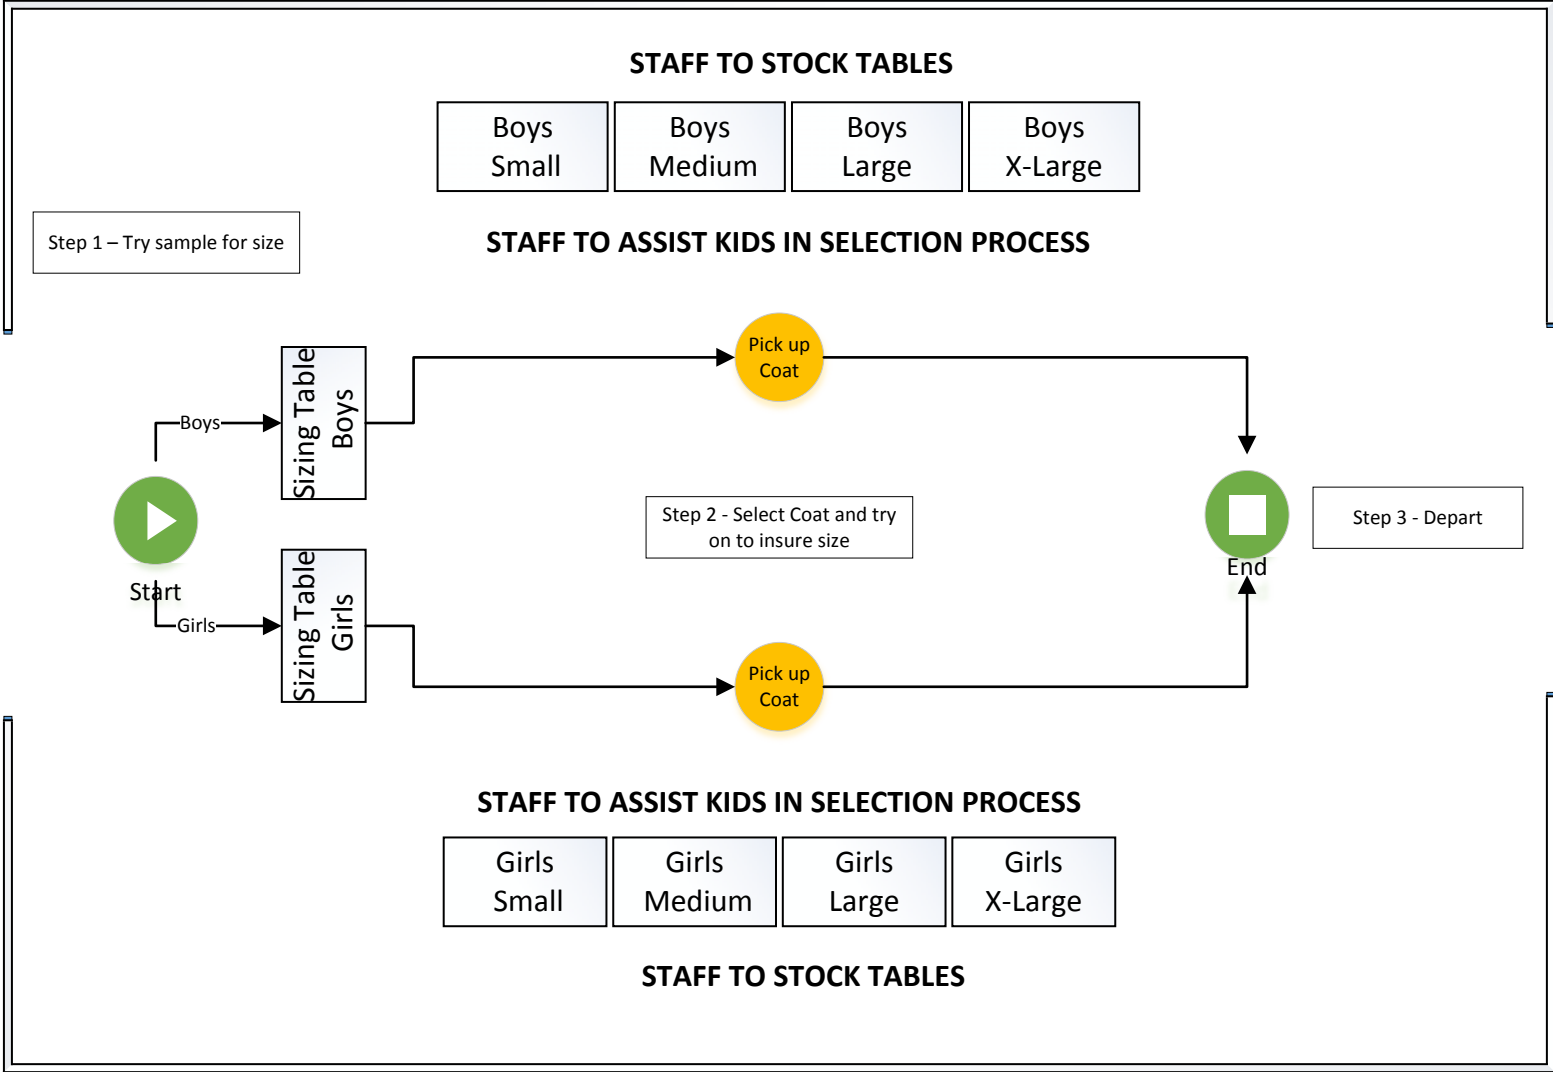 STAFF TO STOCK TABLES
Boys
Small
Boys
Medium
Boys
Large
Boys
X-Large
Step 1 – Try sample for size
STAFF TO ASSIST KIDS IN SELECTION PROCESS
Pick up
Coat
Boys
Sizing Table
Boys
Start
Step 2 - Select Coat and try
on to insure size
Step 3 - Depart
End
Girls
Sizing Table
Girls
Pick up
Coat
STAFF TO ASSIST KIDS IN SELECTION PROCESS
Girls
Small
Girls
Medium
Girls
Large
Girls
X-Large
STAFF TO STOCK TABLES